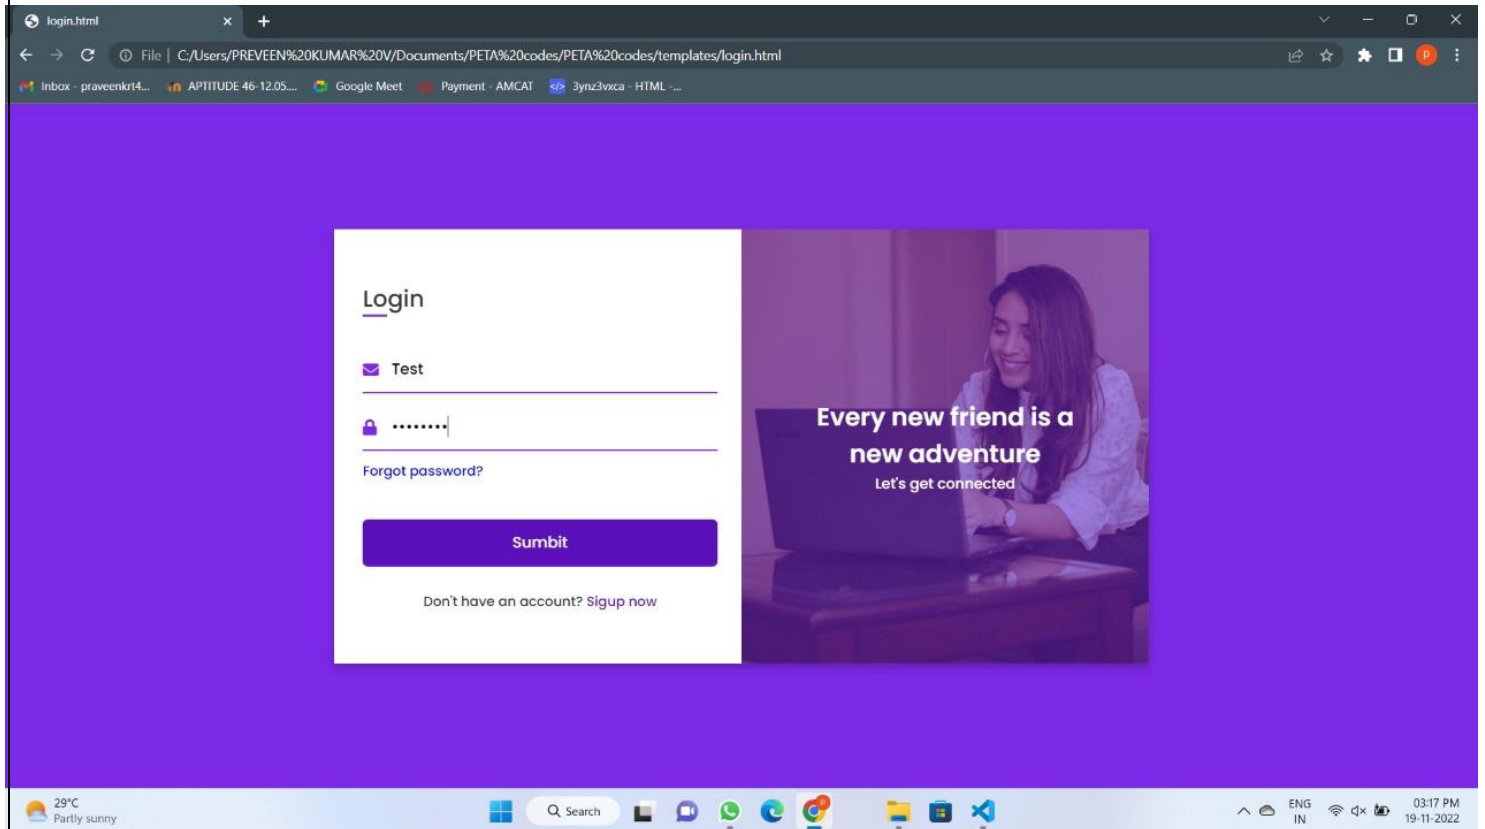 login.html
File | C:/Users/PREVEEN%20KUMAR%20V/Documents/PETA%20codes/PETA%20codes/templates/login.html
Inbox - praveenkrt4... APTITUDE 46-12.05.... Google Meet Payment - AMCAT 3ynz3vxca - HTML -...
Login
Test
Forgot password?
Sumbit
Don't have an account? Sigup now
Every new friend is a
new adventure
Let's get connected
29°C
Partly sunny
Search
ENG
IN
03:17 PM
19-11-2022